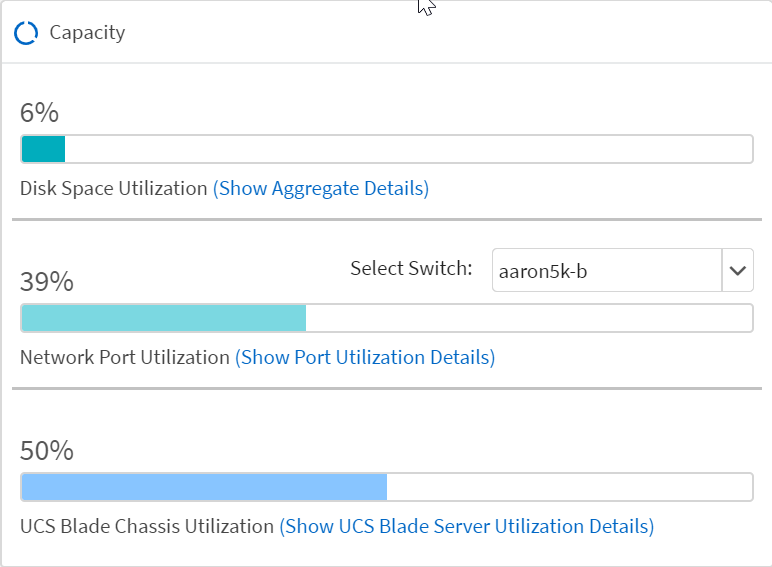 Capacity
6%
Disk Space Utilization (Show Aggregate Details)
Select Switch: aaron5k-b
39%
Network Port Utilization (Show Port Utilization Details)
50%
UCS Blade Chassis Utilization (Show UCS Blade Server Utilization Details)